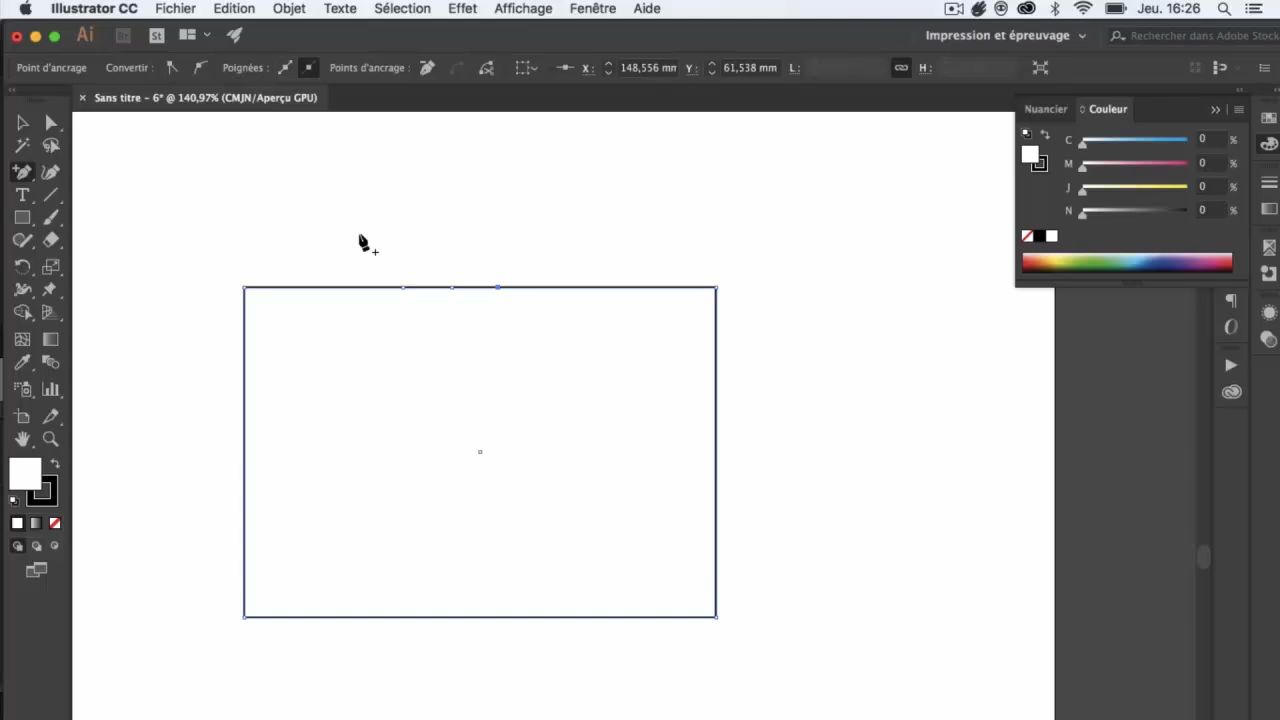 Illustrator CC Fichier Edition Objet Texte Sélection Effet Affichage Fenêtre Aide Jeu. 16:26
Ai Br St Impression et épreuvage Rechercher dans Adobe Stock
Point d'ancrage Convertir : Poignées : Points d'ancrage : X : 148,556 mm Y : 61,538 mm L : H :
Sans titre - 6* @ 140,97% (CMJN/Aperçu GPU)
Nuancier Couleur
C 0 %
M 0 %
J 0 %
N 0 %